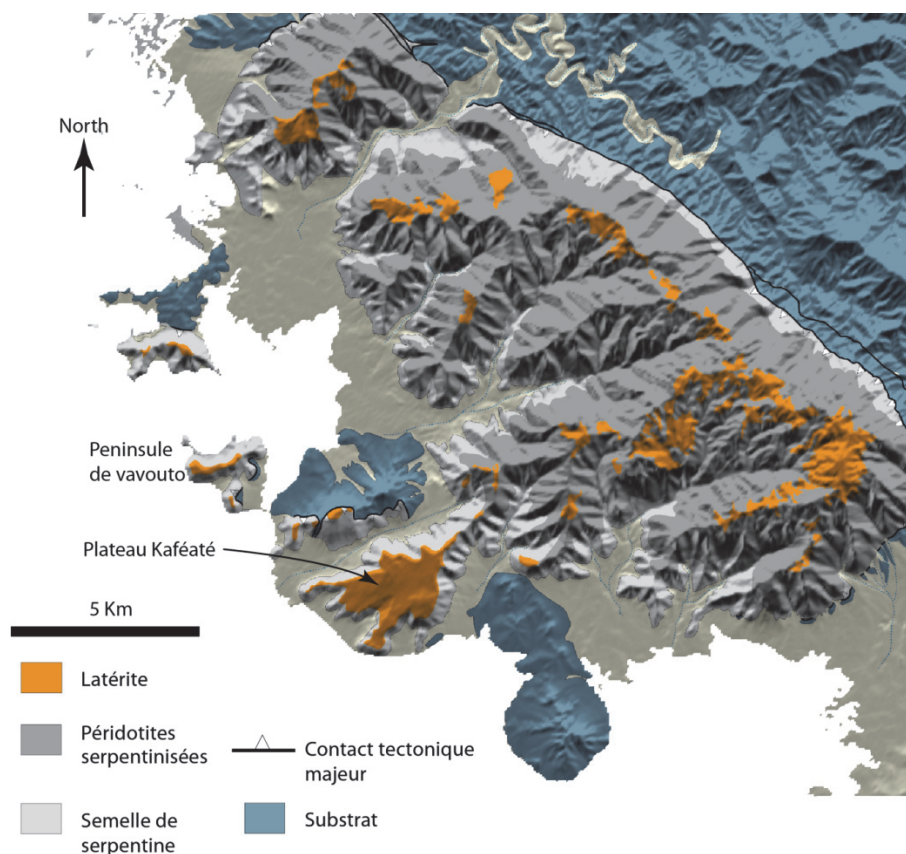 North
Peninsule
de vavouto
Plateau Kaféaté
5 Km
Latérite
Péridotites
serpentinisées
Contact tectonique
majeur
Semelle de
serpentine
Substrat